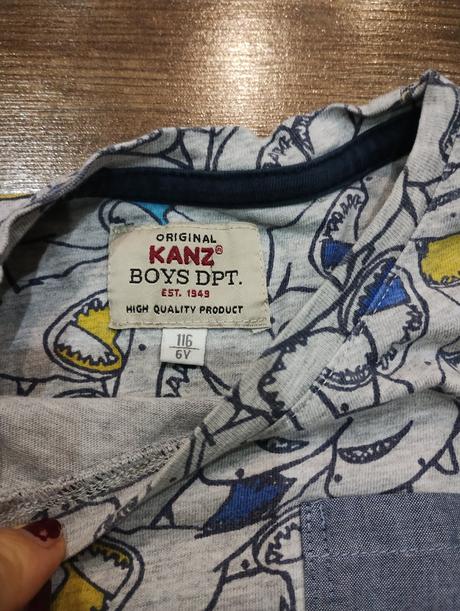 ORIGINAL
KANZ®
BOYS DPT.
EST. 1949
HIGH QUALITY PRODUCT
116
6Y